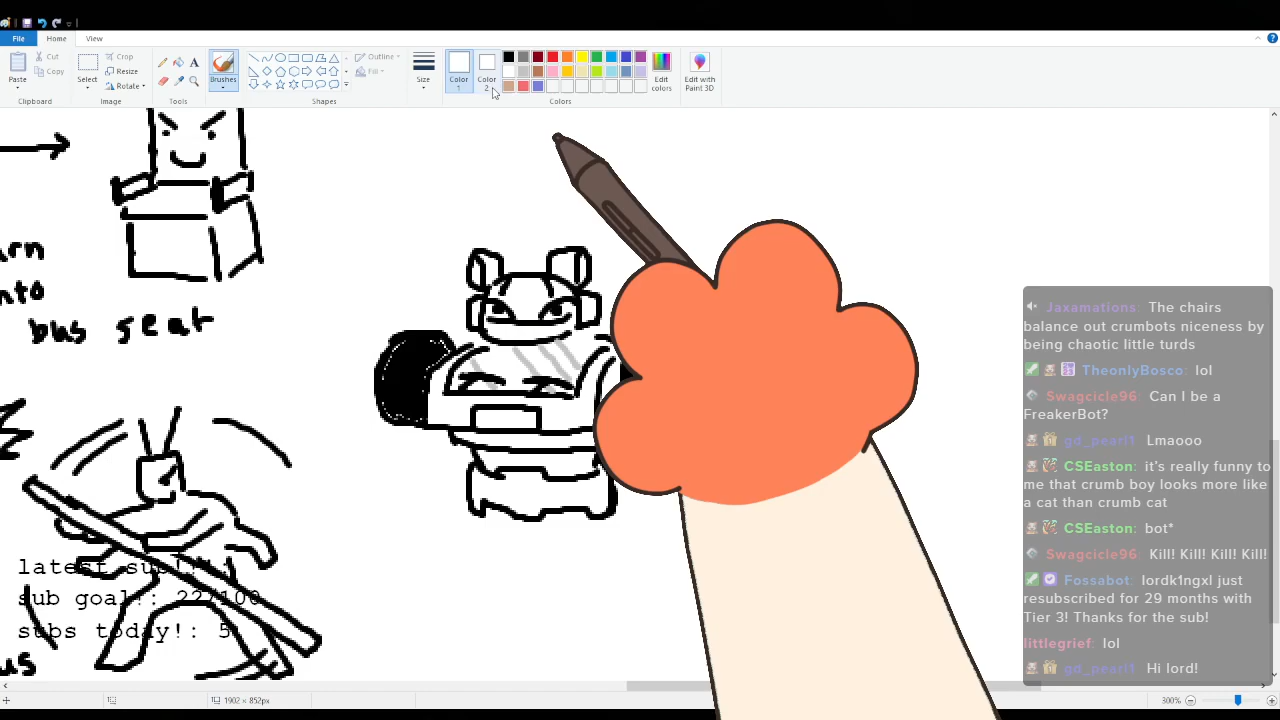 File
Home
View
Paste
Cut
Copy
Clipboard
Select
Crop
Resize
Rotate
Image
A
Tools
Brushes
Outline
Fill
Shapes
Size
Color
1
Color
2
Edit
colors
Colors
Edit with
Paint 3D
bus seat
latest sub!!:
sub goal!: 22/100
subs today!: 5
Jaxamations: The chairs
balance out crumbots niceness by
being chaotic little turds
TheonlyBosco: lol
Swagcicle96: Can I be a
FreakerBot?
gd_pearl1: Lmaooo
CSEaston: it's really funny to
me that crumb boy looks more like
a cat than crumb cat
CSEaston: bot*
Swagcicle96: Kill! Kill! Kill! Kill!
Fossabot: lordk1ngxl just
resubscribed for 29 months with
Tier 3! Thanks for the sub!
littlegrief: lol
gd_pearl1: Hi lord!
1902 × 852px
300%